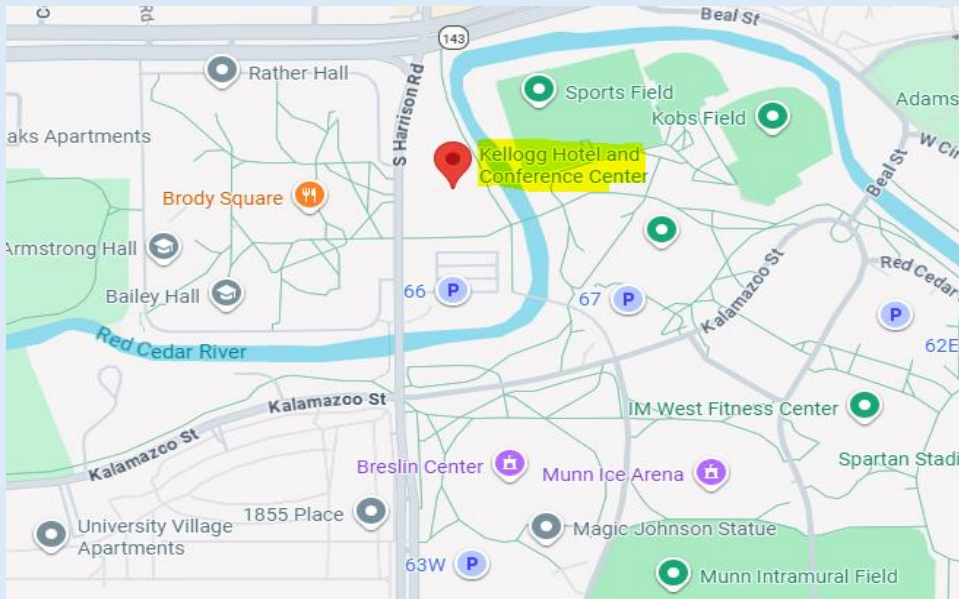 Beal St
143
Rather Hall
S Harrison Rd
Sports Field
Kobs Field
Adams
aks Apartments
Kellogg Hotel and
Conference Center
W Cir
Beal St
Brody Square
Armstrong Hall
Bailey Hall
66
P
67
P
Kalamazoo St
Red Cedar
P
62E
Red Cedar River
Kalamazoo St
Kalamazoo St
IM West Fitness Center
Breslin Center
Munn Ice Arena
Spartan Stadi
1855 Place
Magic Johnson Statue
University Village
Apartments
63W
P
Munn Intramural Field